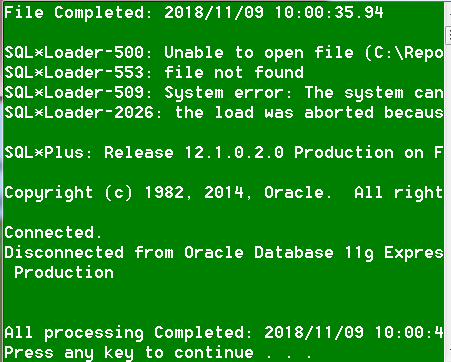 File Completed: 2018/11/09 10:00:35.94
SQL*Loader-500: Unable to open file (C:\Repo
SQL*Loader-553: file not found
SQL*Loader-509: System error: The system can
SQL*Loader-2026: the load was aborted becaus
SQL*Plus: Release 12.1.0.2.0 Production on F
Copyright (c) 1982, 2014, Oracle.  All right
Connected.
Disconnected from Oracle Database 11g Expres
 Production
All processing Completed: 2018/11/09 10:00:4
Press any key to continue . . .